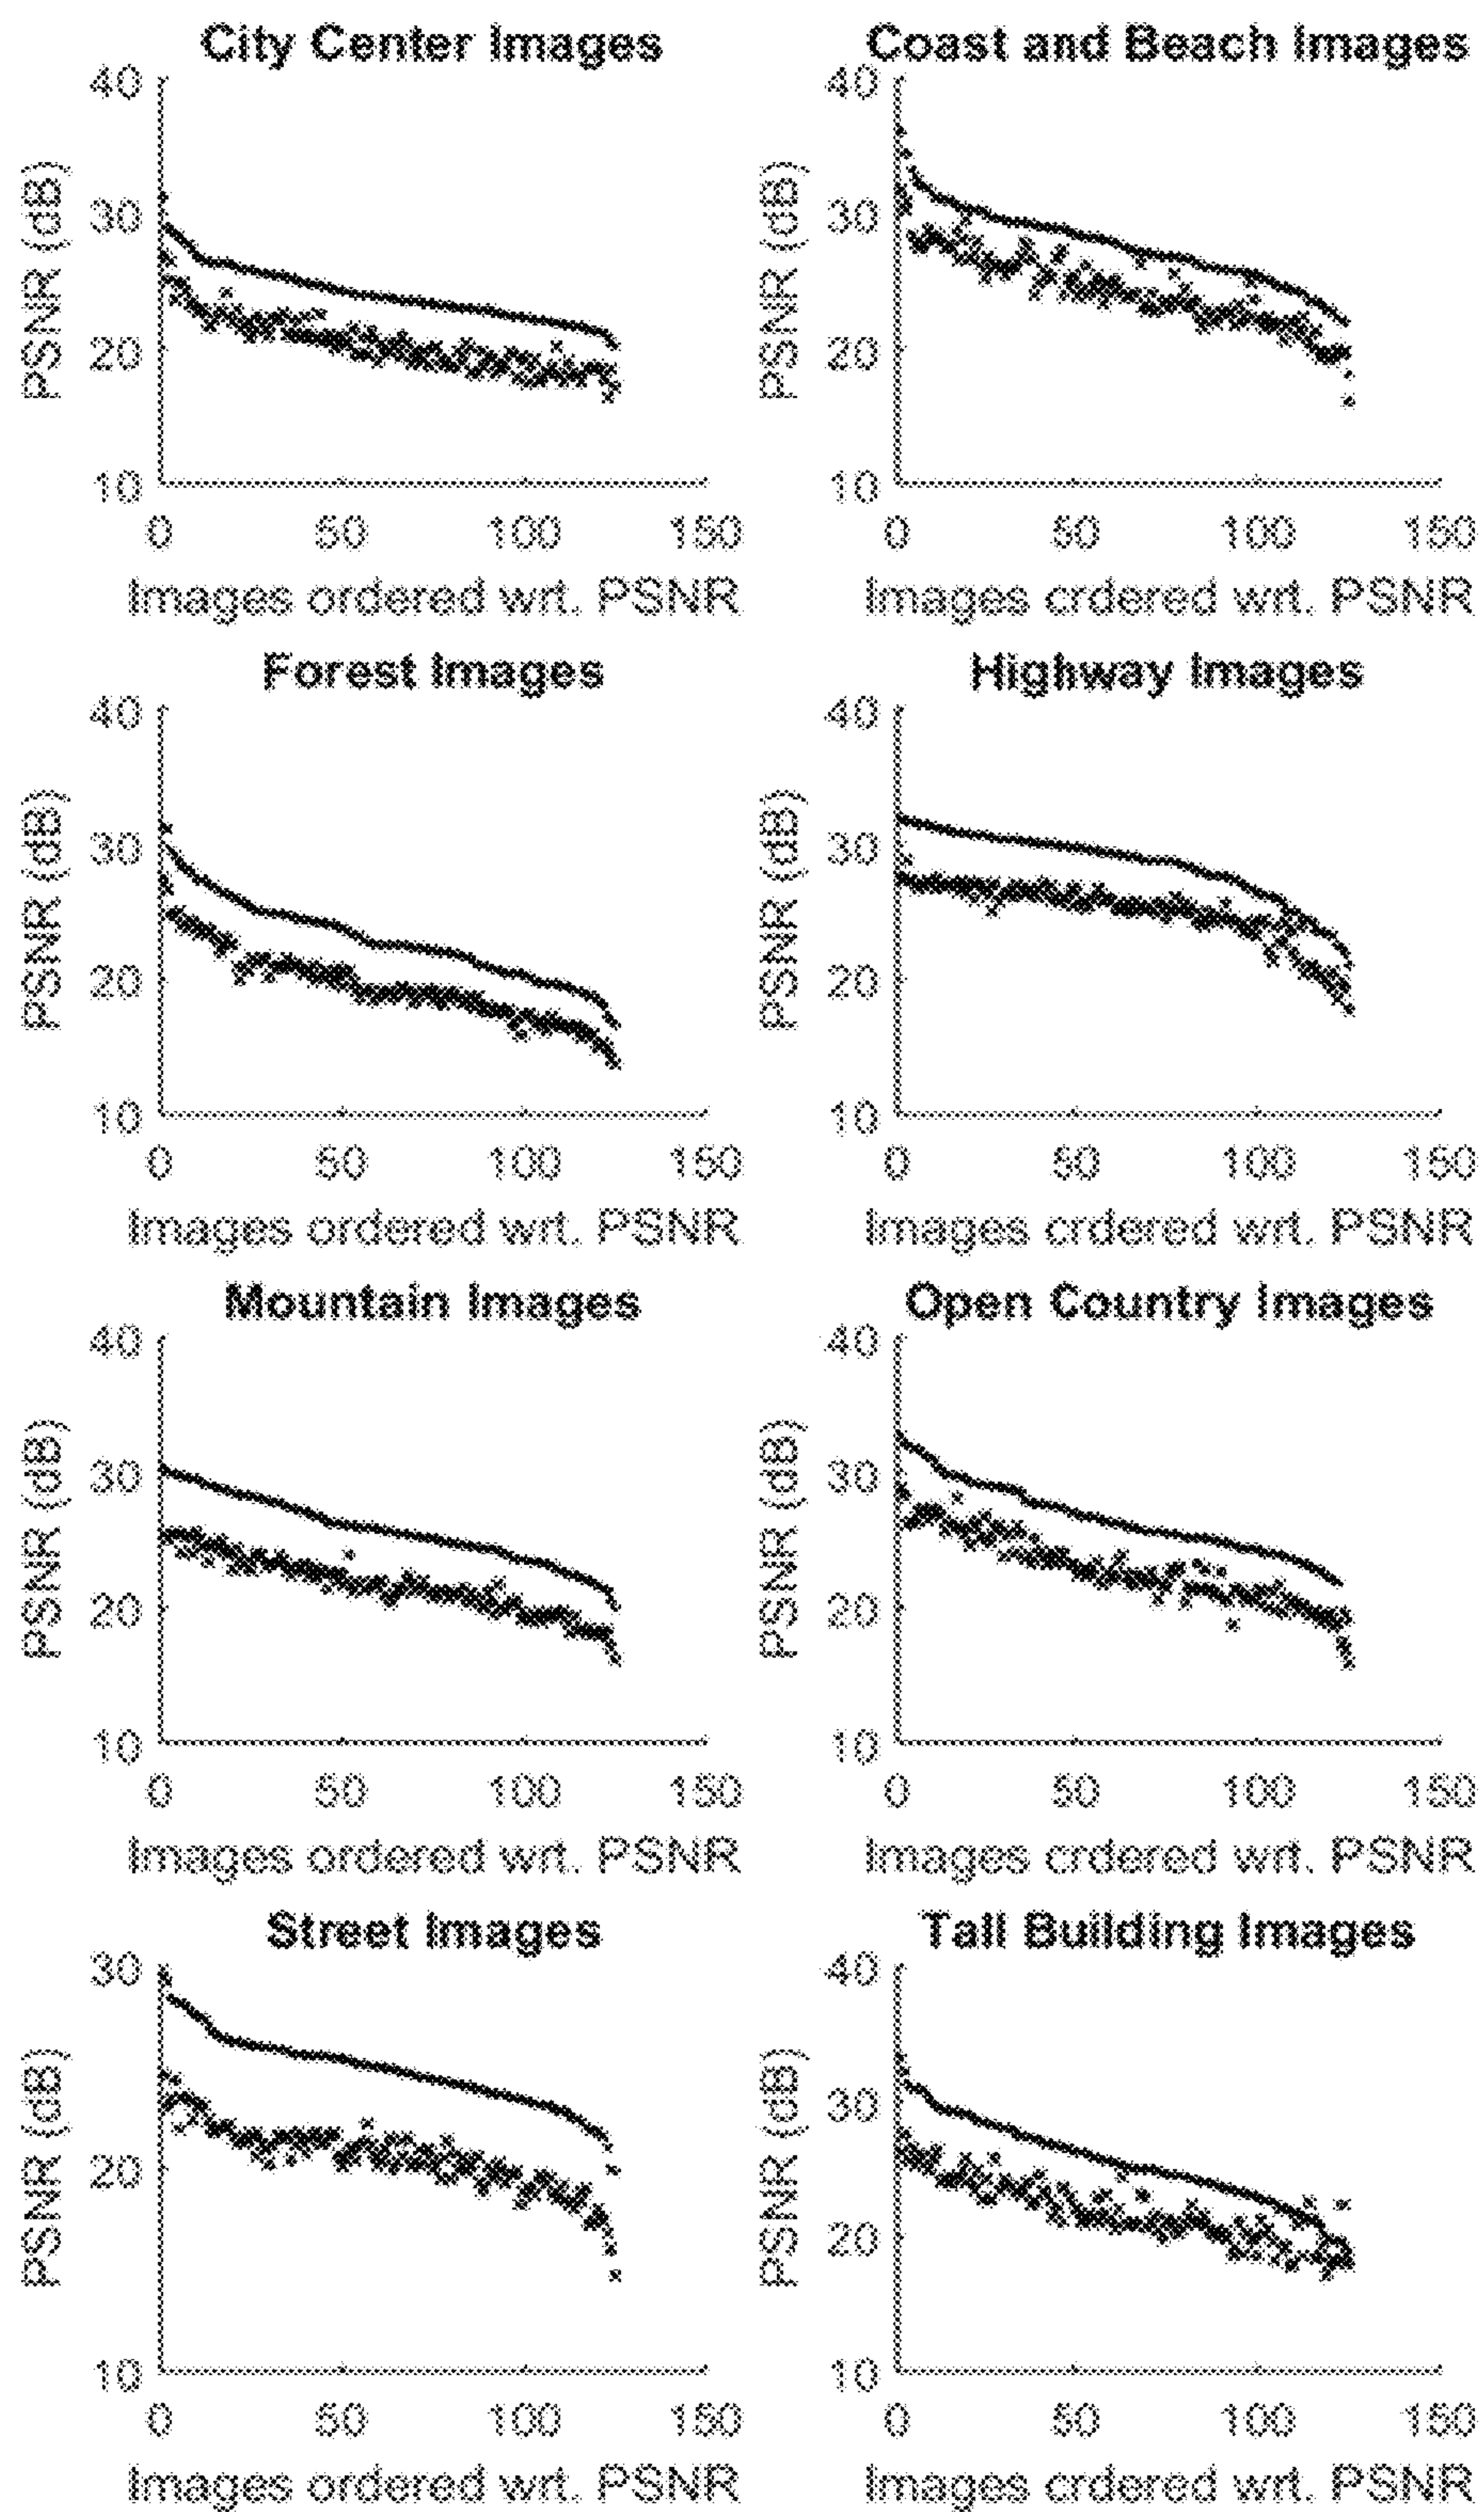 City Center Images
40
30
20
10
PSNR (dB)
0 50 100 150
Images ordered wrt. PSNR
Coast and Beach Images
40
30
20
10
PSNR (dB)
0 50 100 150
Images crdered wrt. PSNR
Forest Images
40
30
20
10
PSNR (dB)
0 50 100 150
Images ordered wrt. PSNR
Highway Images
40
30
20
10
PSNR (dB)
0 50 100 150
Images crdered wrt. PSNR
Mountain Images
40
30
20
10
PSNR (dB)
0 50 100 150
Images ordered wrt. PSNR
Open Country Images
40
30
20
10
PSNR (dB)
0 50 100 150
Images crdered wrt. PSNR
Street Images
30
20
10
PSNR (dB)
0 50 100 150
Images ordered wrt. PSNR
Tall Building Images
40
30
20
10
PSNR (dB)
0 50 100 150
Images crdered wrt. PSNR